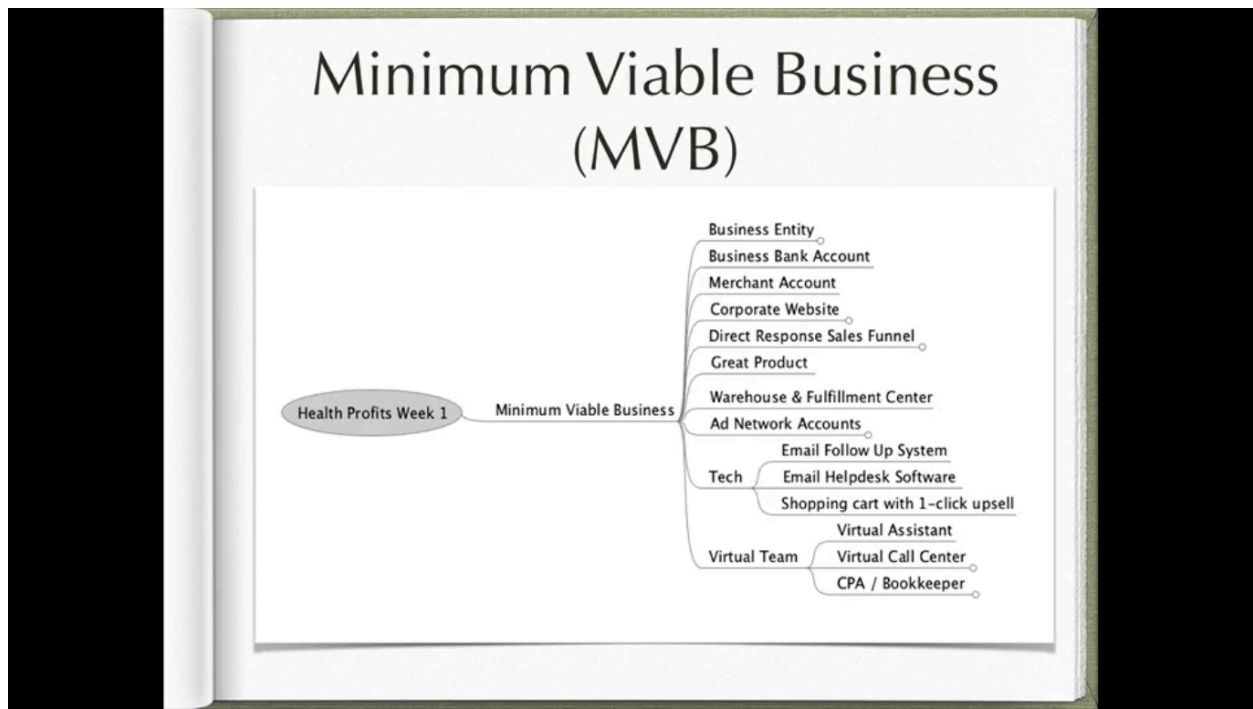 Minimum Viable Business
(MVB)
Business Entity
Business Bank Account
Merchant Account
Corporate Website
Direct Response Sales Funnel
Great Product
Warehouse & Fulfillment Center
Health Profits Week 1
Minimum Viable Business
Ad Network Accounts
Tech
Email Follow Up System
Email Helpdesk Software
Shopping cart with 1-click upsell
Virtual Team
Virtual Assistant
Virtual Call Center
CPA / Bookkeeper